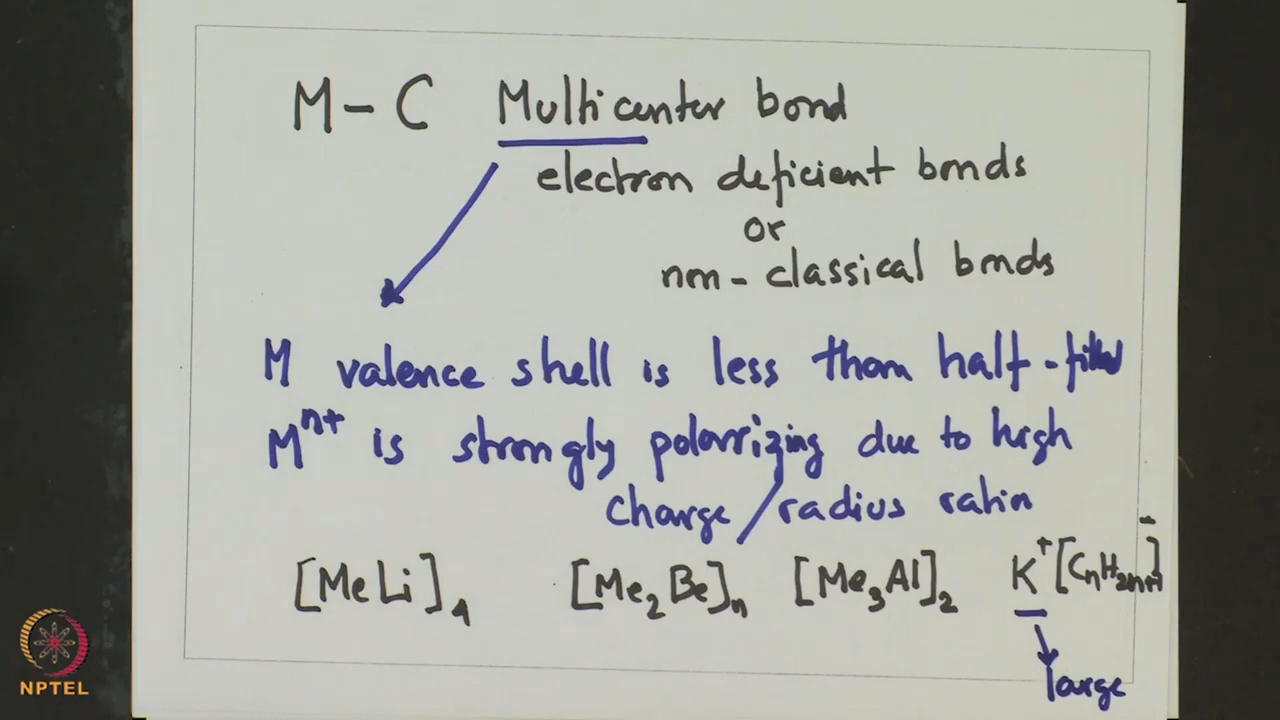 M – C Multicenter bond
electron deficient bonds
or
non - classical bonds
M valence shell is less than half-filled
Mⁿ⁺ is strongly polarrizing due to high
charge / radius ratio
[MeLi]₄ [Me₂Be]ₙ [Me₃Al]₂ K⁺[CₙH₂ₙ₊₁]⁻
large
NPTEL